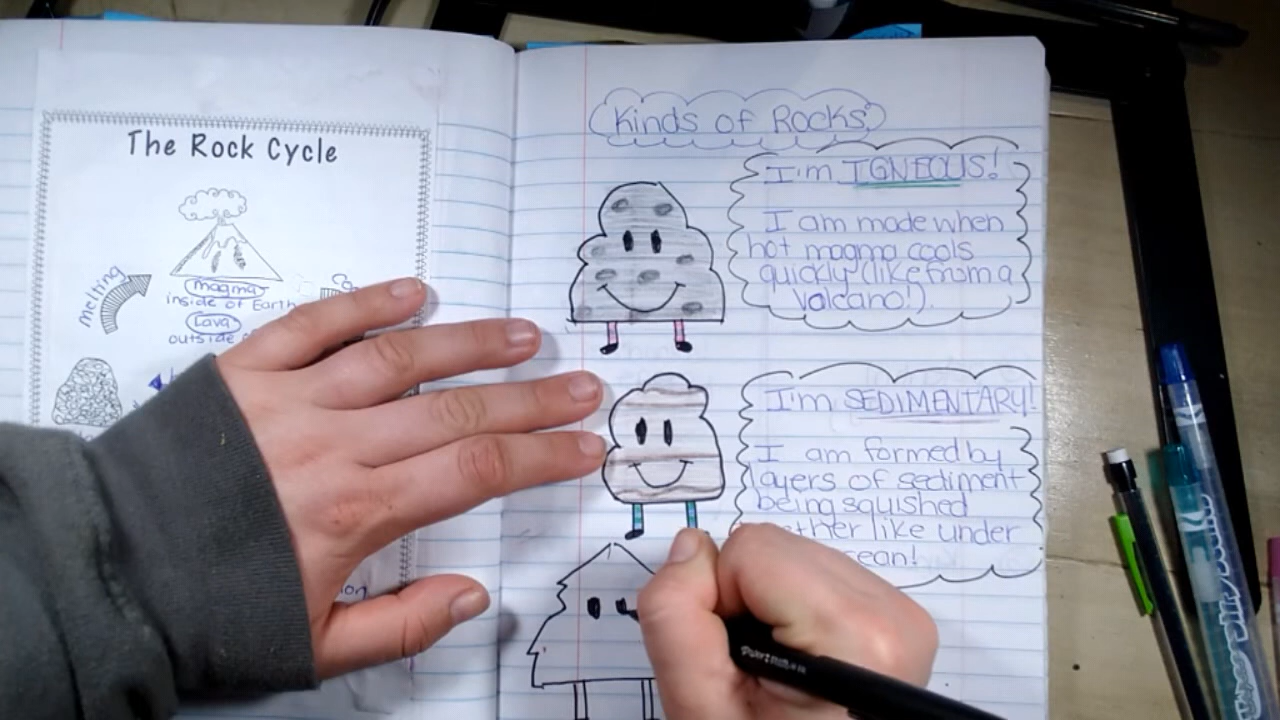 The Rock Cycle
melting
magma
inside of Earth
Lava
outside
Kinds of Rocks:
I'm IGNEOUS!
I am made when
hot magma cools
quickly (like from a
volcano!).
I'm SEDIMENTARY!
I am formed by
layers of sediment
being squished
ether like under
ean!